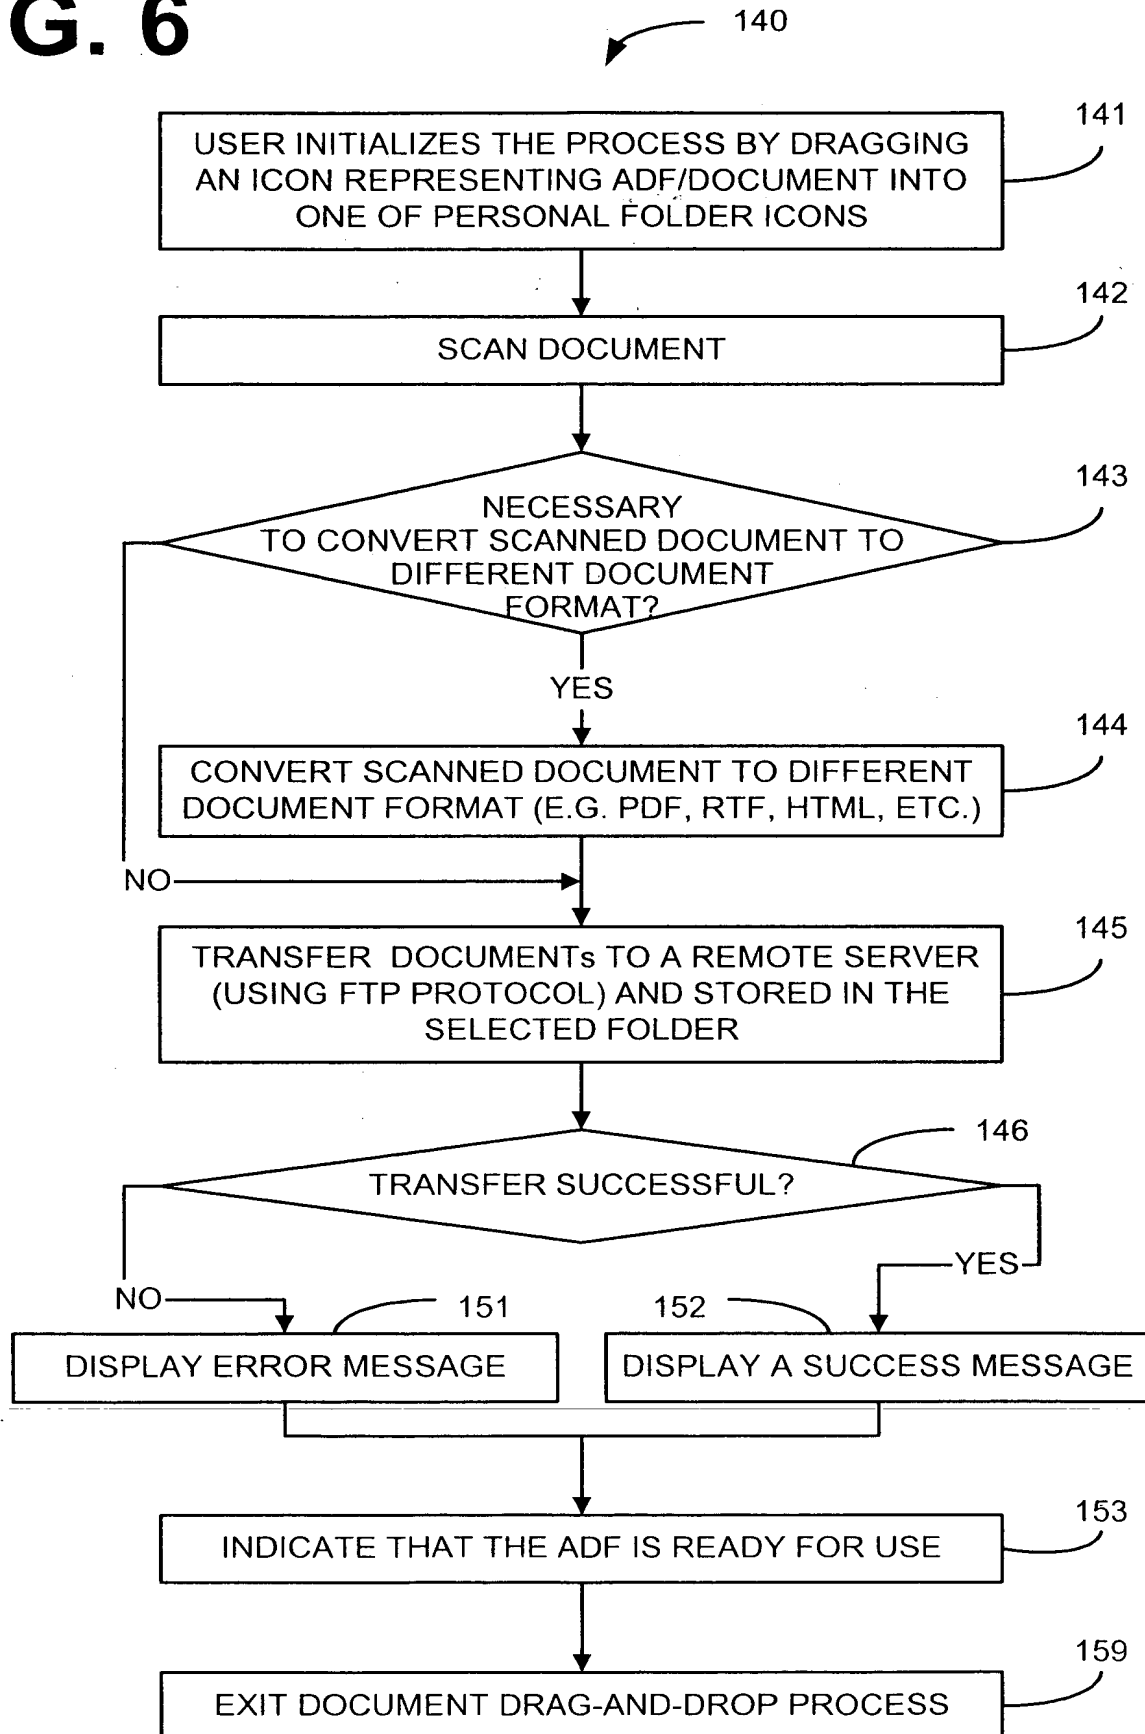 G. 6
140
USER INITIALIZES THE PROCESS BY DRAGGING
AN ICON REPRESENTING ADF/DOCUMENT INTO
ONE OF PERSONAL FOLDER ICONS
141
SCAN DOCUMENT
142
NECESSARY
TO CONVERT SCANNED DOCUMENT TO
DIFFERENT DOCUMENT
FORMAT?
143
YES
CONVERT SCANNED DOCUMENT TO DIFFERENT
DOCUMENT FORMAT (E.G. PDF, RTF, HTML, ETC.)
144
NO
TRANSFER DOCUMENTs TO A REMOTE SERVER
(USING FTP PROTOCOL) AND STORED IN THE
SELECTED FOLDER
145
TRANSFER SUCCESSFUL?
146
NO
YES
151
152
DISPLAY ERROR MESSAGE
DISPLAY A SUCCESS MESSAGE
INDICATE THAT THE ADF IS READY FOR USE
153
EXIT DOCUMENT DRAG-AND-DROP PROCESS
159